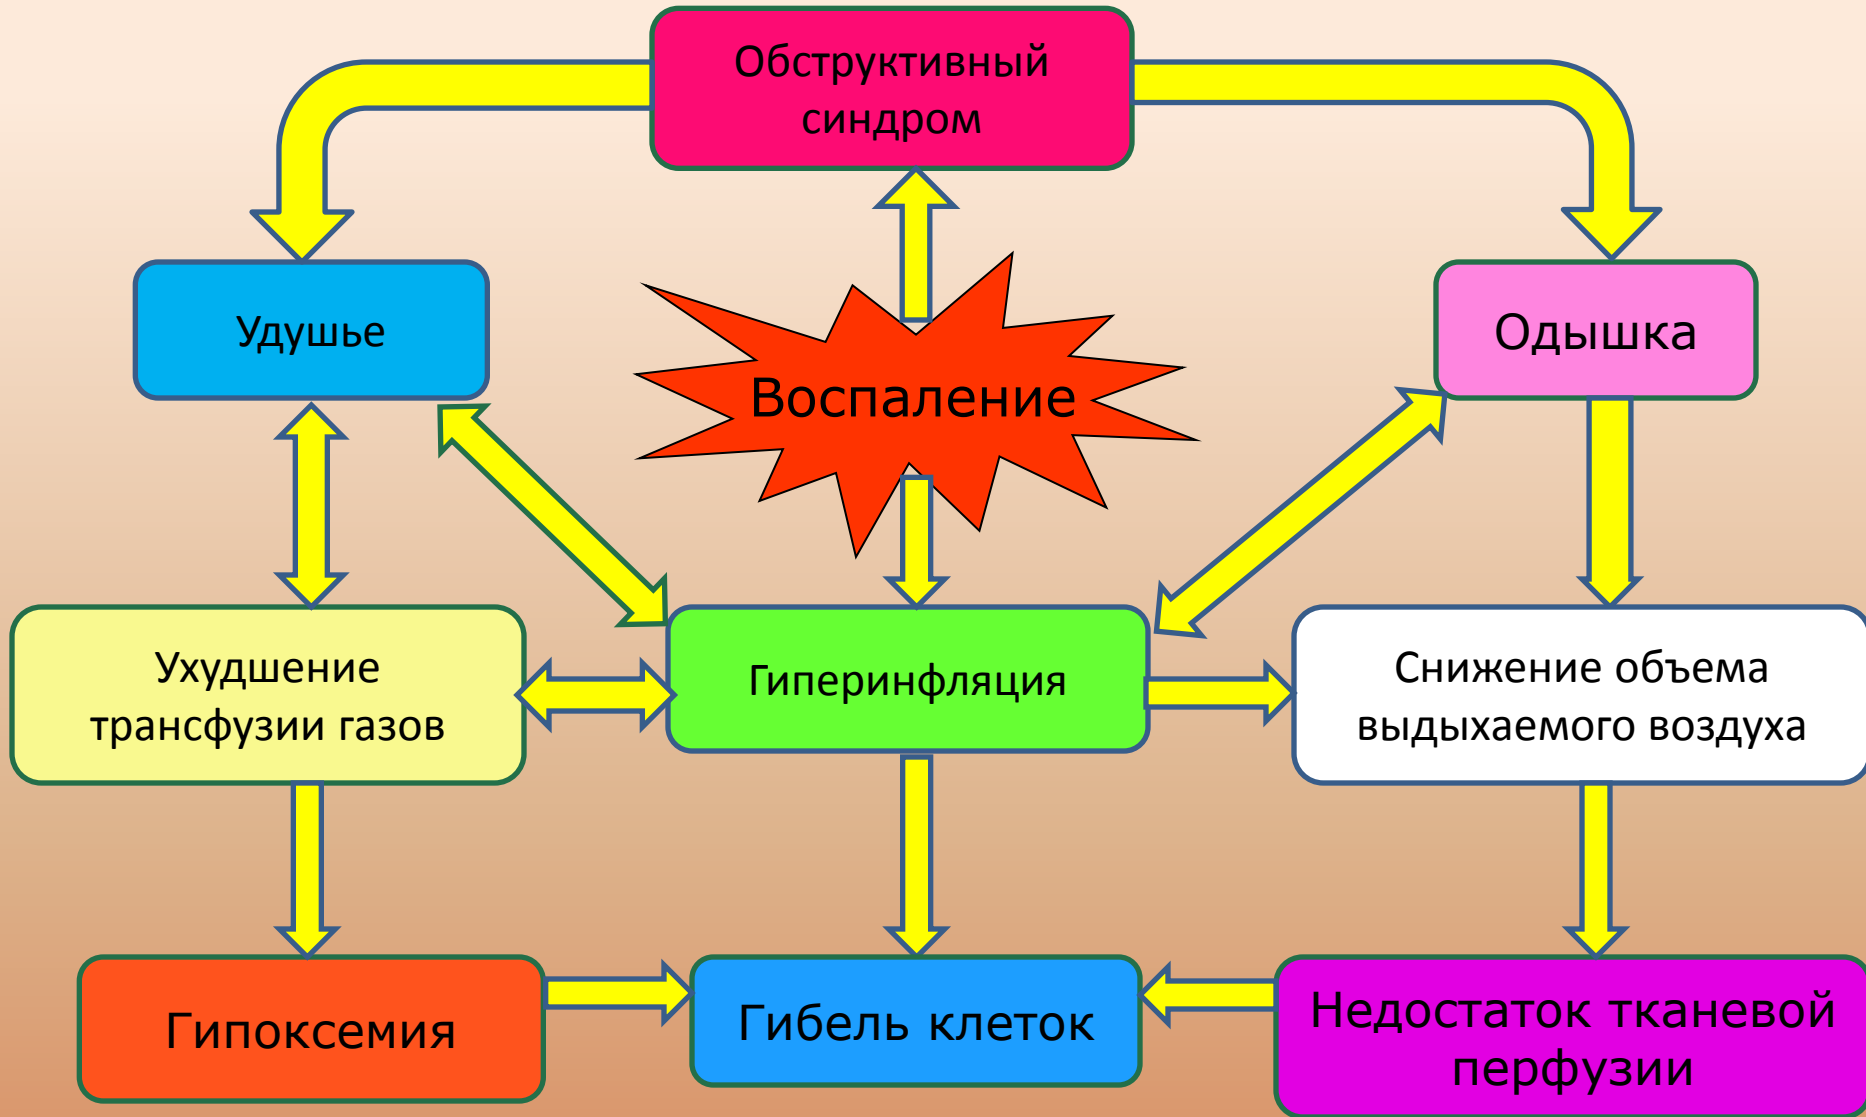 Обструктивный
синдром
Удушье
Воспаление
Одышка
Ухудшение
трансфузии газов
Гиперинфляция
Снижение объема
выдыхаемого воздуха
Гипоксемия
Гибель клеток
Недостаток тканевой
перфузии